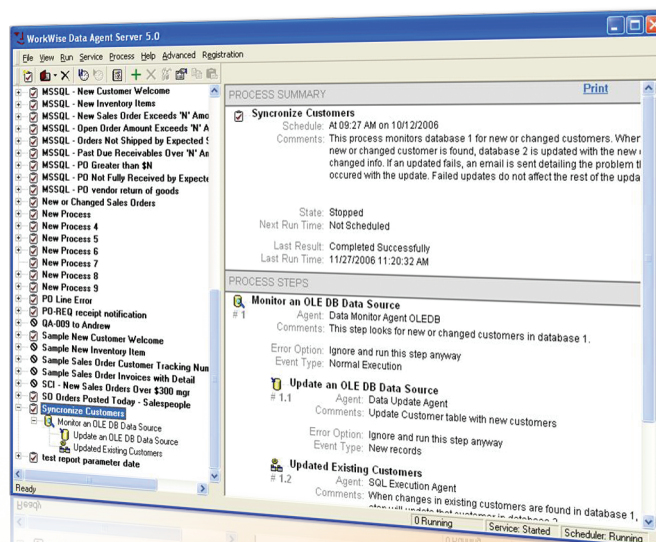 WorkWise Data Agent Server 5.0
File View Run Service Process Help Advanced Registration
MSSQL - New Customer Welcome
MSSQL - New Inventory Items
MSSQL - New Sales Order Exceeds 'N' Amo
MSSQL - Open Order Amount Exceeds 'N' A
MSSQL - Orders Not Shipped by Expected S
MSSQL - Past Due Receivables Over 'N' An
MSSQL - PO Greater than $N
MSSQL - PO Not Fully Received by Expecte
MSSQL - PO vendor return of goods
New or Changed Sales Orders
New Process
New Process 4
New Process 5
New Process 6
New Process 7
New Process 8
New Process 9
PO Line Error
PO-REQ receipt notification
QA-009 to Andrew
Sample New Customer Welcome
Sample New Inventory Item
Sample Sales Order Customer Tracking Num
Sample Sales Order Invoices with Detail
SCI - New Sales Orders Over $300 mgr
SO Orders Posted Today - Salespeople
Syncronize Customers
Monitor an OLE DB Data Source
Update an OLE DB Data Source
Updated Existing Customers
test report parameter date
PROCESS SUMMARY Print
Syncronize Customers
Schedule: At 09:27 AM on 10/12/2006
Comments: This process monitors database 1 for new or changed customers. When
new or changed customer is found, database 2 is updated with the new
changed info. If an updated fails, an email is sent detailing the problem
occured with the update. Failed updates do not affect the rest of the upda
State: Stopped
Next Run Time: Not Scheduled
Last Result: Completed Successfully
Last Run Time: 11/27/2006 11:20:32 AM
PROCESS STEPS
Monitor an OLE DB Data Source
# 1 Agent: Data Monitor Agent OLEDB
Comments: This step looks for new or changed customers in database 1.
Error Option: Ignore and run this step anyway
Event Type: Normal Execution
Update an OLE DB Data Source
# 1.1 Agent: Data Update Agent
Comments: Update Customer table with new customers
Error Option: Ignore and run this step anyway
Event Type: New records
Updated Existing Customers
# 1.2 Agent: SQL Execution Agent
Comments: When changes in existing customers are found in database 1,
step will update that customer in database 2
Ready
0 Running Service: Started Scheduler: Running